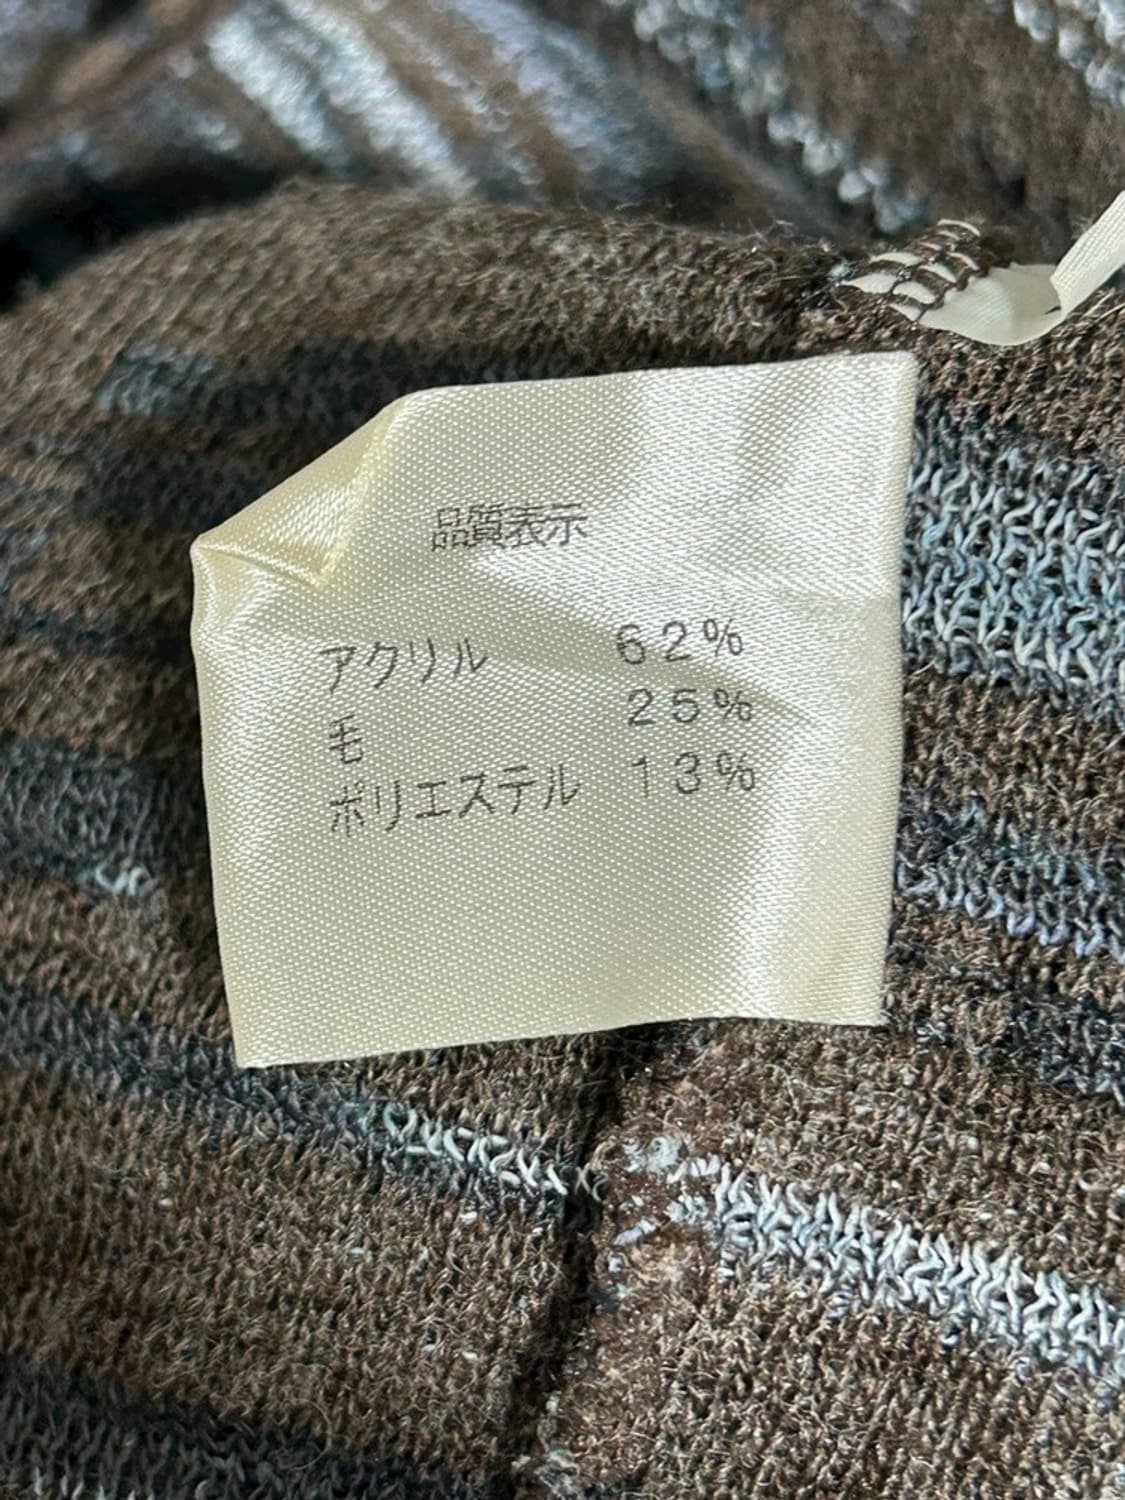 品質表示
アクリル 62%
毛 25%
ポリエステル 13%